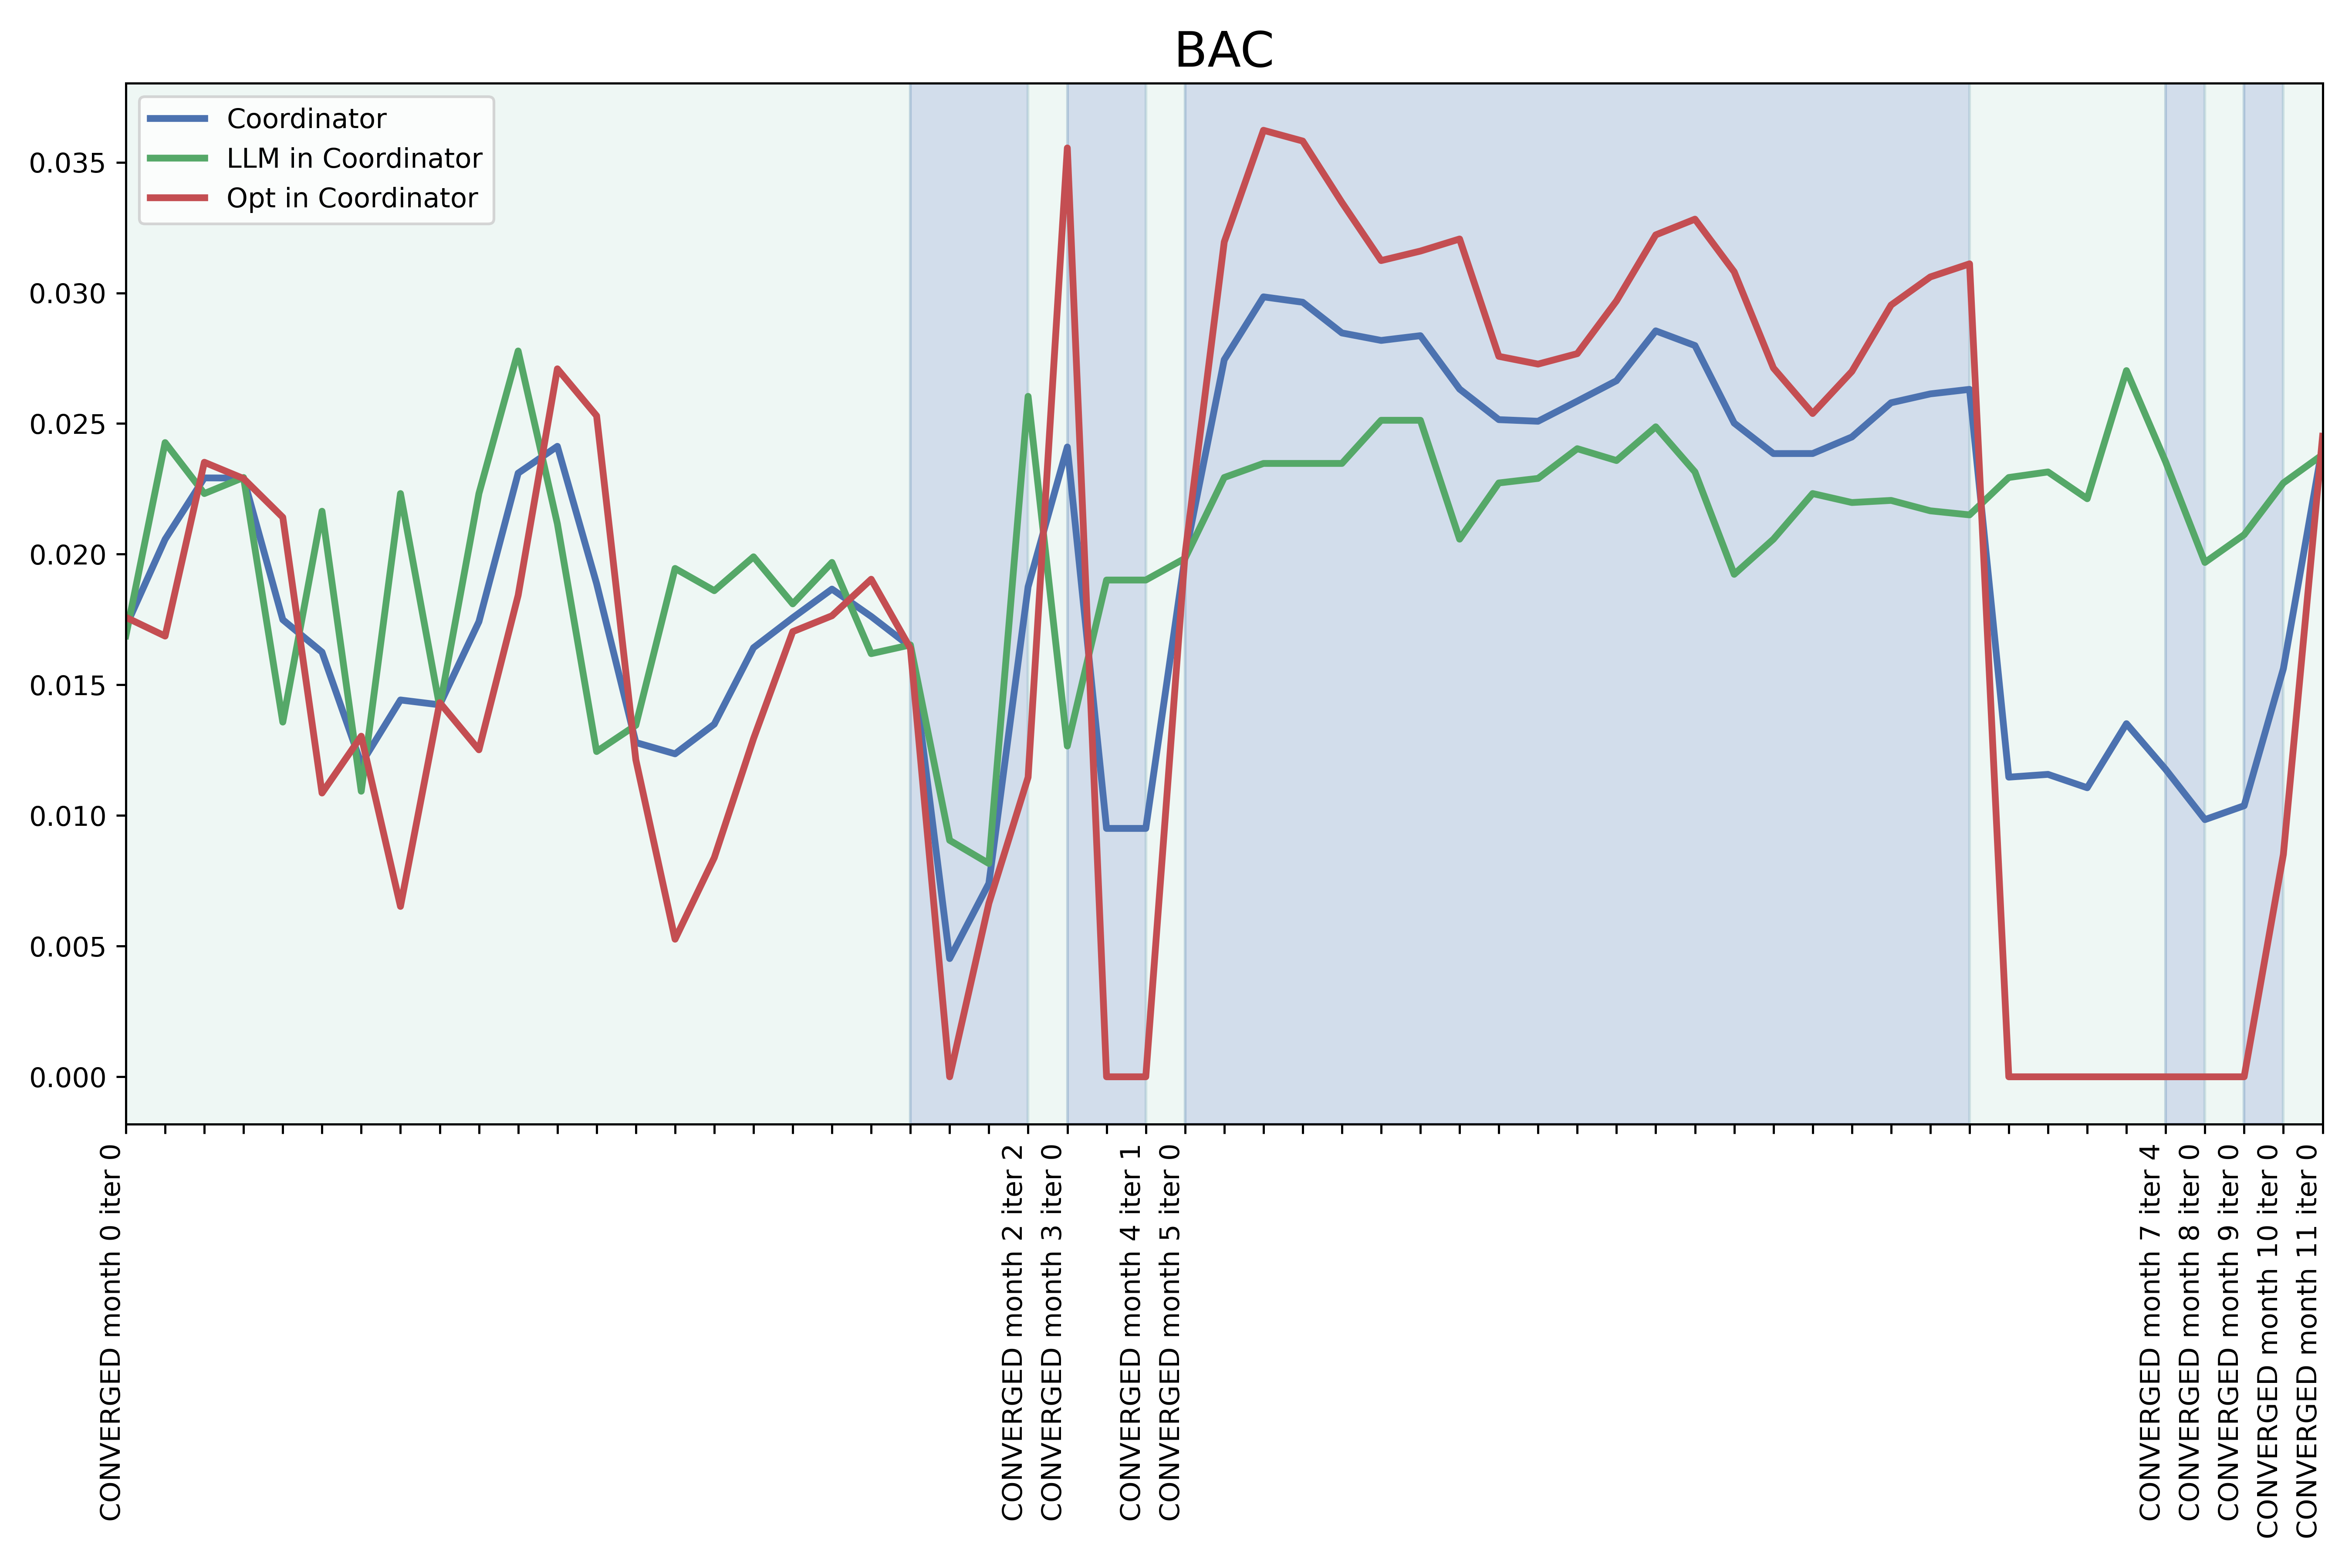 BAC
Coordinator
LLM in Coordinator
Opt in Coordinator
0.035
0.030
0.025
0.020
0.015
0.010
0.005
0.000
CONVERGED month 0 iter 0
CONVERGED month 2 iter 2
CONVERGED month 3 iter 0
CONVERGED month 4 iter 1
CONVERGED month 5 iter 0
CONVERGED month 7 iter 4
CONVERGED month 8 iter 0
CONVERGED month 9 iter 0
CONVERGED month 10 iter 0
CONVERGED month 11 iter 0